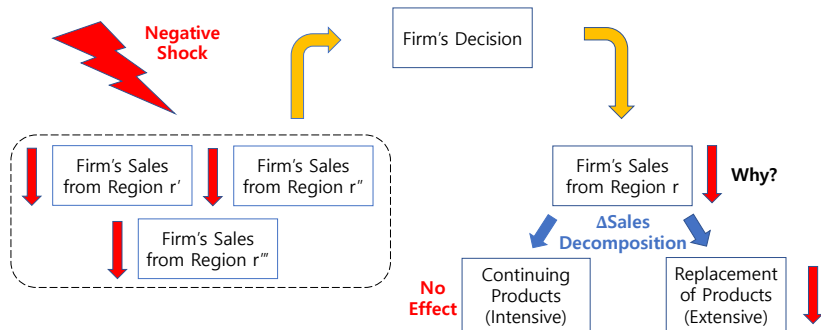 Negative
Shock
Firm's Decision
Firm's Sales
from Region r'
Firm's Sales
from Region r"
Firm's Sales
from Region r"'
Firm's Sales
from Region r
Why?
ΔSales
Decomposition
No
Effect
Continuing
Products
(Intensive)
Replacement
of Products
(Extensive)